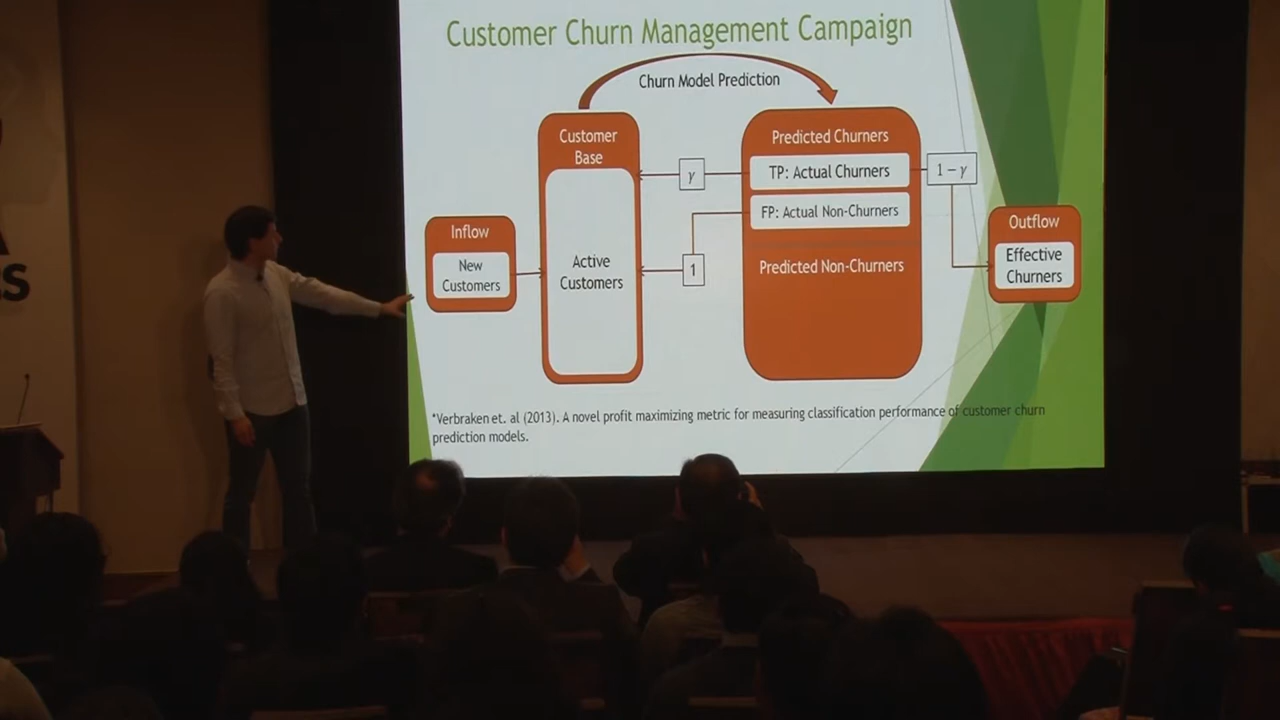 Customer Churn Management Campaign
Churn Model Prediction
Customer
Base
Active
Customers
Inflow
New
Customers
Predicted Churners
TP: Actual Churners
FP: Actual Non-Churners
Predicted Non-Churners
γ
1
1 − γ
Outflow
Effective
Churners
*Verbraken et. al (2013). A novel profit maximizing metric for measuring classification performance of customer churn
prediction models.